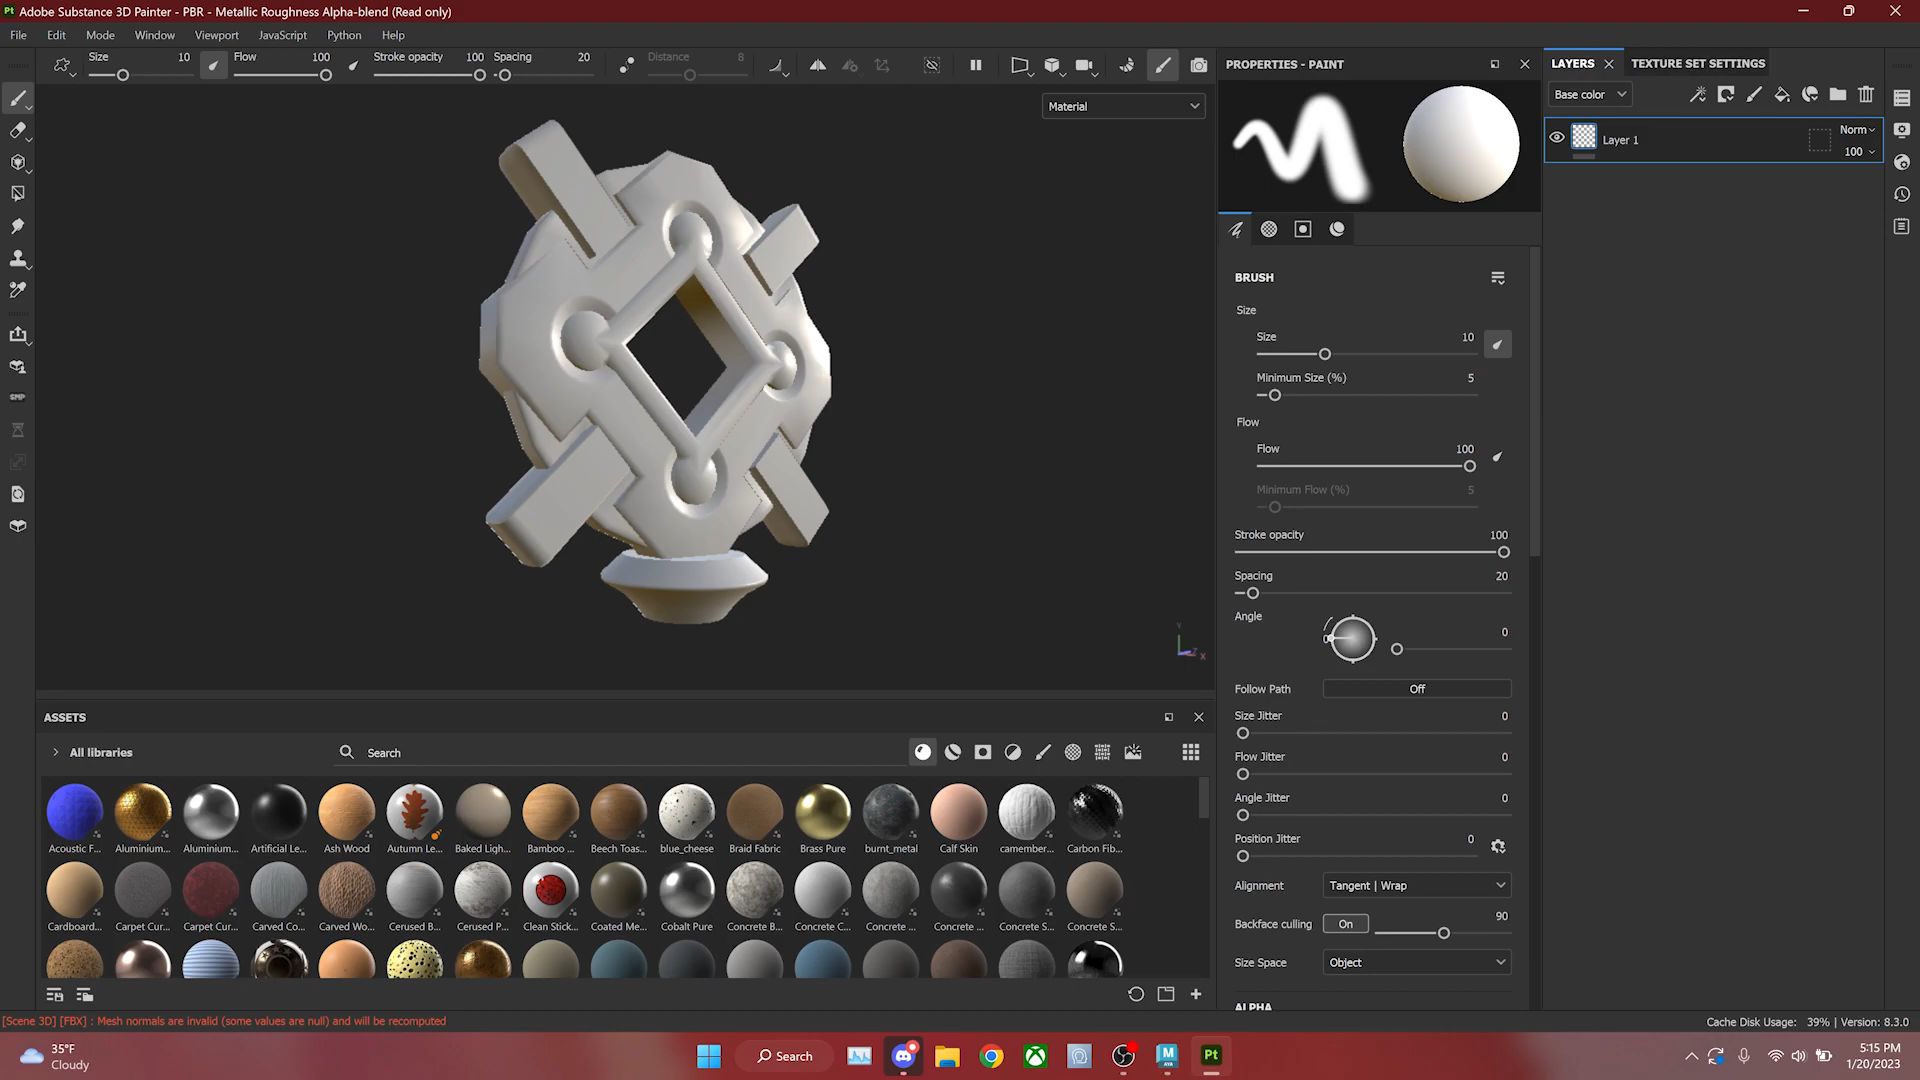 Pt Adobe Substance 3D Painter - PBR - Metallic Roughness Alpha-blend (Read only)
File Edit Mode Window Viewport JavaScript Python Help
Size 10 Flow 100 Stroke opacity 100 Spacing 20 Distance 8
Material
SMP
Y
X
PROPERTIES - PAINT
BRUSH
Size
Size 10
Minimum Size (%) 5
Flow
Flow 100
Minimum Flow (%) 5
Stroke opacity 100
Spacing 20
Angle 0
Follow Path Off
Size Jitter 0
Flow Jitter 0
Angle Jitter 0
Position Jitter 0
Alignment Tangent | Wrap
Backface culling On 90
Size Space Object
ALPHA
LAYERS TEXTURE SET SETTINGS
Base color
Layer 1 Norm 100
ASSETS
All libraries Search
Acoustic F... Aluminium... Aluminium... Artificial Le... Ash Wood Autumn Le... Baked Ligh... Bamboo ... Beech Toas... blue_cheese Braid Fabric Brass Pure burnt_metal Calf Skin camember... Carbon Fib...
Cardboard... Carpet Cur... Carpet Cur... Carved Co... Carved Wo... Cerused B... Cerused P... Clean Stick... Coated Me... Cobalt Pure Concrete B... Concrete C... Concrete ... Concrete ... Concrete S... Concrete S...
[Scene 3D] [FBX] : Mesh normals are invalid (some values are null) and will be recomputed
Cache Disk Usage: 39% | Version: 8.3.0
35°F
Cloudy
Search
Pt
5:15 PM
1/20/2023